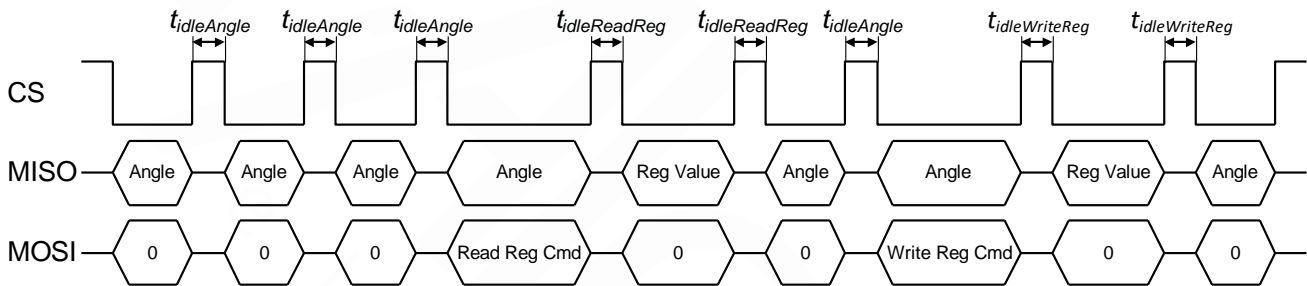 tidleAngle tidleAngle tidleAngle tidleReadReg tidleReadReg tidleAngle tidleWriteReg tidleWriteReg
CS
MISO Angle Angle Angle Angle Reg Value Angle Angle Reg Value Angle
MOSI 0 0 0 Read Reg Cmd 0 0 Write Reg Cmd 0 0